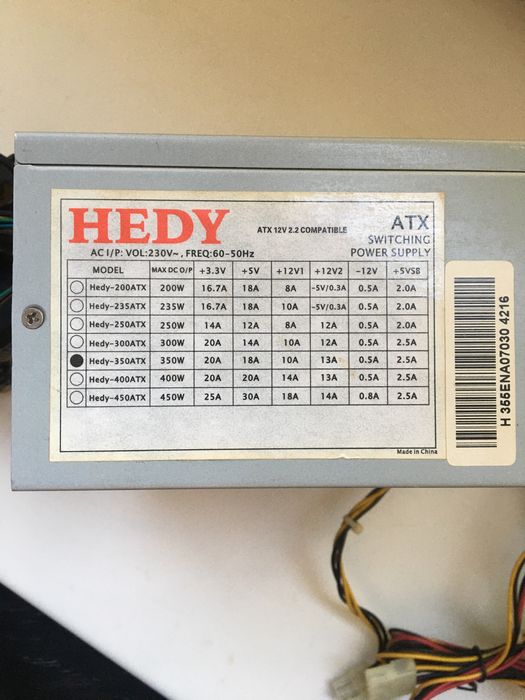 HEDY
ATX 12V 2.2 COMPATIBLE
ATX
SWITCHING
POWER SUPPLY
AC I/P: VOL:230V~, FREQ:60-50Hz
MODEL MAX DC O/P +3.3V +5V +12V1 +12V2 -12V +5VSB
Hedy-200ATX 200W 16.7A 18A 8A -5V/0.3A 0.5A 2.0A
Hedy-235ATX 235W 16.7A 18A 10A -5V/0.3A 0.5A 2.0A
Hedy-250ATX 250W 14A 12A 8A 12A 0.5A 2.0A
Hedy-300ATX 300W 20A 14A 10A 12A 0.5A 2.5A
Hedy-350ATX 350W 20A 18A 10A 13A 0.5A 2.5A
Hedy-400ATX 400W 20A 20A 14A 13A 0.5A 2.5A
Hedy-450ATX 450W 25A 30A 18A 14A 0.8A 2.5A
Made in China
H 355ENA07030 4216